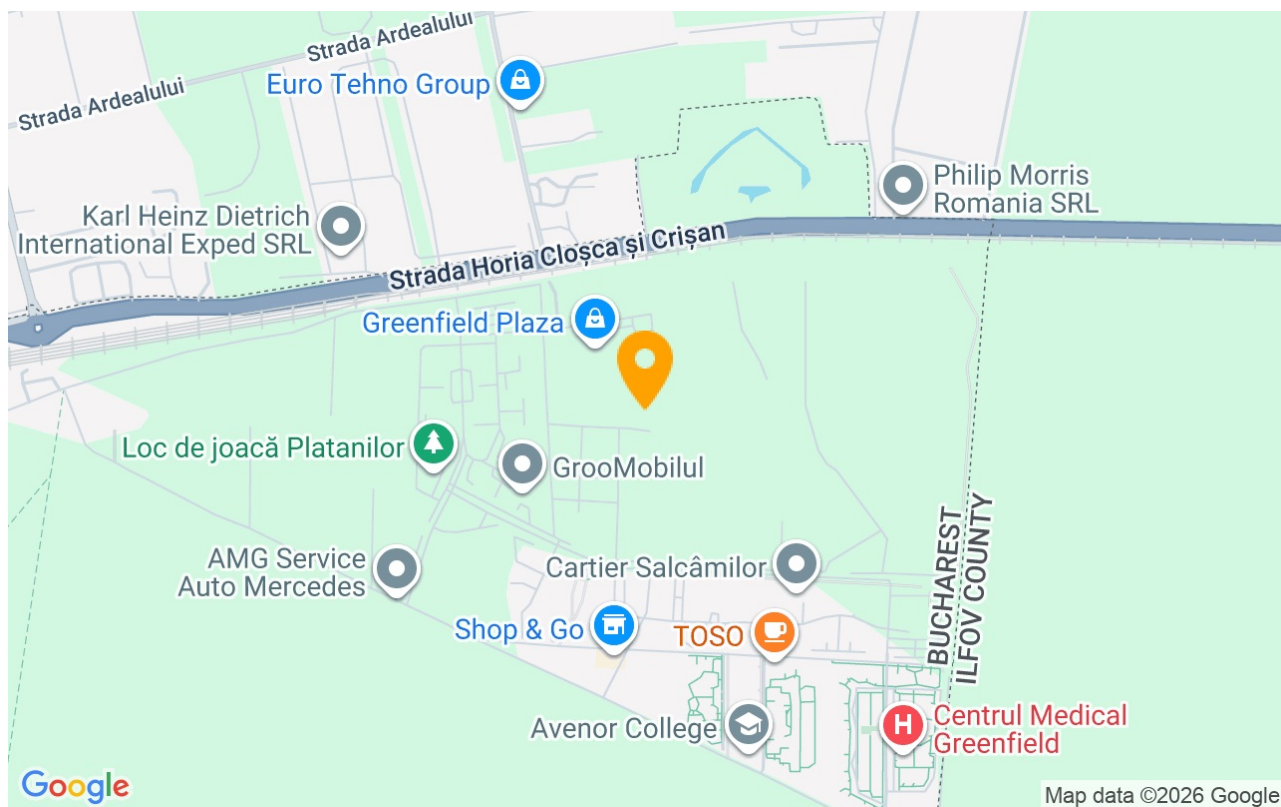 Strada Ardealului
Strada Ardealului
Euro Tehno Group
Philip Morris
Romania SRL
Karl Heinz Dietrich
International Exped SRL
Strada Horia Cloșca și Crișan
Greenfield Plaza
Loc de joacă Platanilor
GrooMobilul
AMG Service
Auto Mercedes
Cartier Salcâmilor
BUCHAREST
ILFOV COUNTY
Shop & Go
TOSO
Avenor College
H
Centrul Medical
Greenfield
Google
Map data ©2026 Google